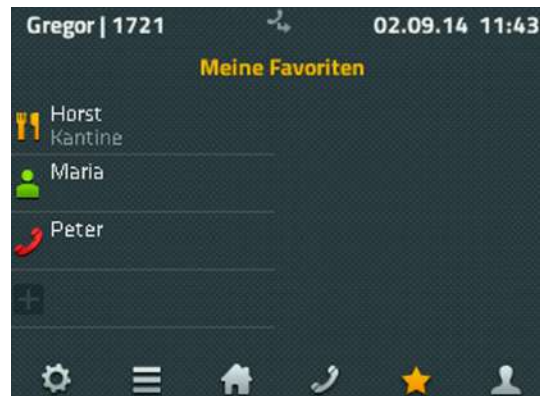 Gregor | 1721 02.09.14 11:43
Meine Favoriten
Horst
Kantine
Maria
Peter